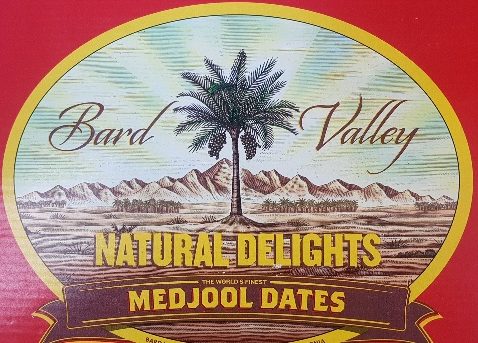 Bard Valley
NATURAL DELIGHTS
THE WORLD'S FINEST
MEDJOOL DATES